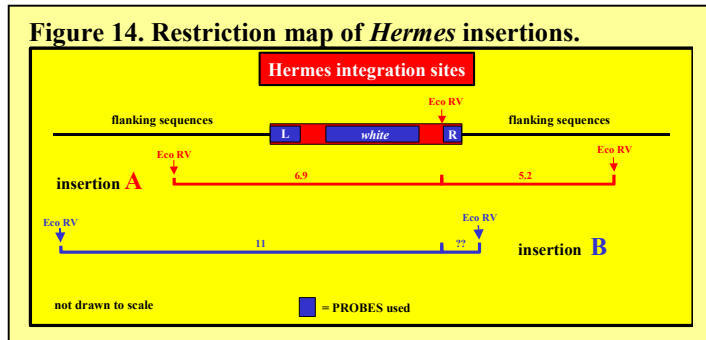 Figure 14. Restriction map of Hermes insertions.
Hermes integration sites
Eco RV
flanking sequences
flanking sequences
L
white
R
Eco RV
Eco RV
insertion A
6.9
5.2
Eco RV
Eco RV
11
??
insertion B
not drawn to scale
= PROBES used